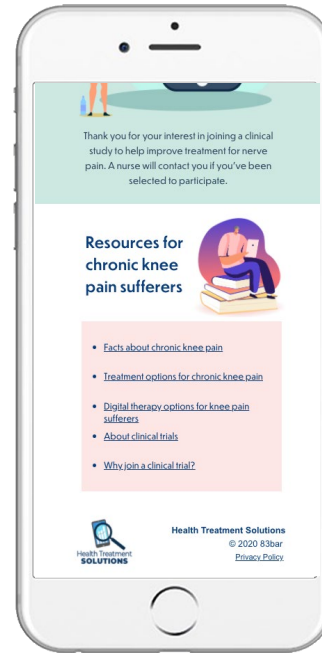 Thank you for your interest in joining a clinical
study to help improve treatment for nerve
pain. A nurse will contact you if you've been
selected to participate.
Resources for
chronic knee
pain sufferers
• Facts about chronic knee pain
• Treatment options for chronic knee pain
• Digital therapy options for knee pain
sufferers
• About clinical trials
• Why join a clinical trial?
Health Treatment
SOLUTIONS
Health Treatment Solutions
© 2020 83bar
Privacy Policy